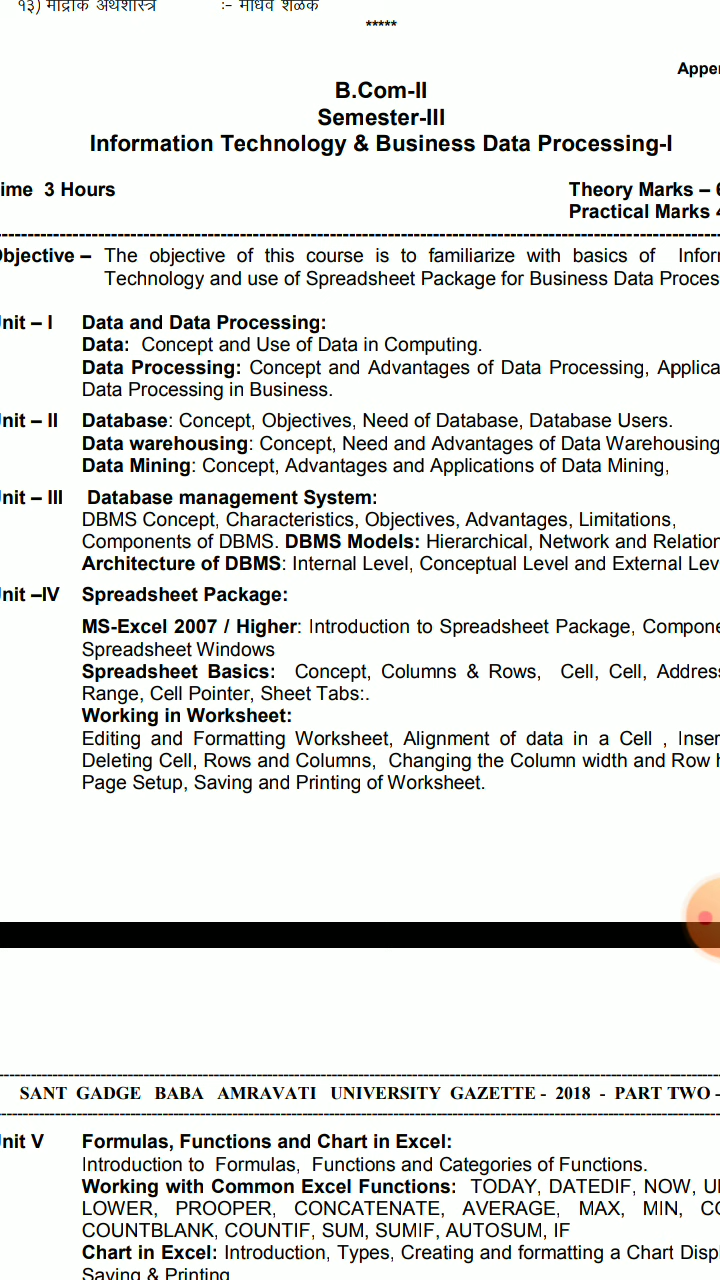 १३) मौद्रीक अर्थशास्त्र :- माधव शेळके
*****
Appen
B.Com-II
Semester-III
Information Technology & Business Data Processing-I
ime 3 Hours Theory Marks – 6
Practical Marks 4
Objective – The objective of this course is to familiarize with basics of Inforr
Technology and use of Spreadsheet Package for Business Data Proces
nit – I Data and Data Processing:
Data: Concept and Use of Data in Computing.
Data Processing: Concept and Advantages of Data Processing, Applica
Data Processing in Business.
nit – II Database: Concept, Objectives, Need of Database, Database Users.
Data warehousing: Concept, Need and Advantages of Data Warehousing
Data Mining: Concept, Advantages and Applications of Data Mining,
nit – III Database management System:
DBMS Concept, Characteristics, Objectives, Advantages, Limitations,
Components of DBMS. DBMS Models: Hierarchical, Network and Relation
Architecture of DBMS: Internal Level, Conceptual Level and External Lev
nit –IV Spreadsheet Package:
MS-Excel 2007 / Higher: Introduction to Spreadsheet Package, Compone
Spreadsheet Windows
Spreadsheet Basics: Concept, Columns & Rows, Cell, Cell, Address
Range, Cell Pointer, Sheet Tabs:.
Working in Worksheet:
Editing and Formatting Worksheet, Alignment of data in a Cell , Inser
Deleting Cell, Rows and Columns, Changing the Column width and Row h
Page Setup, Saving and Printing of Worksheet.
SANT GADGE BABA AMRAVATI UNIVERSITY GAZETTE - 2018 - PART TWO -
nit V Formulas, Functions and Chart in Excel:
Introduction to Formulas, Functions and Categories of Functions.
Working with Common Excel Functions: TODAY, DATEDIF, NOW, UI
LOWER, PROOPER, CONCATENATE, AVERAGE, MAX, MIN, CO
COUNTBLANK, COUNTIF, SUM, SUMIF, AUTOSUM, IF
Chart in Excel: Introduction, Types, Creating and formatting a Chart Displ
Saving & Printing